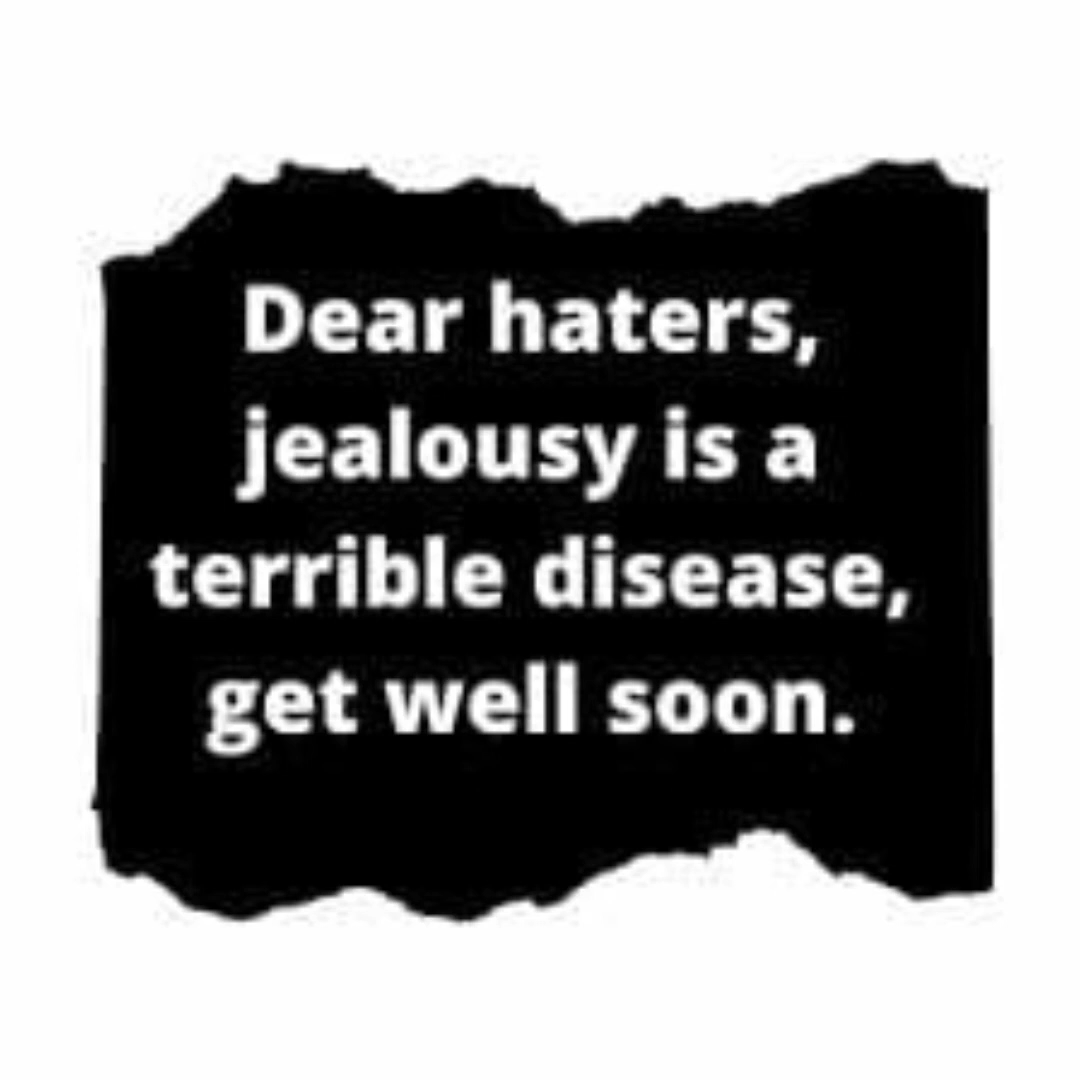 Dear haters,
jealousy is a
terrible disease,
get well soon.